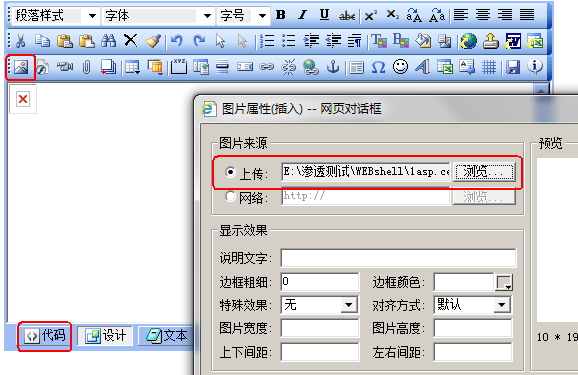 段落样式 字体 字号 B I U abc x² x₂ aA Aa
图片属性(插入) -- 网页对话框
图片来源 预览
上传: E:\渗透测试\WEBshell\1asp.ce 浏览...
网络: http:// 浏览...
显示效果
说明文字:
边框粗细: 0 边框颜色:
特殊效果: 无 对齐方式: 默认
图片宽度: 图片高度:
上下间距: 左右间距:
代码 设计 文本
10 * 19